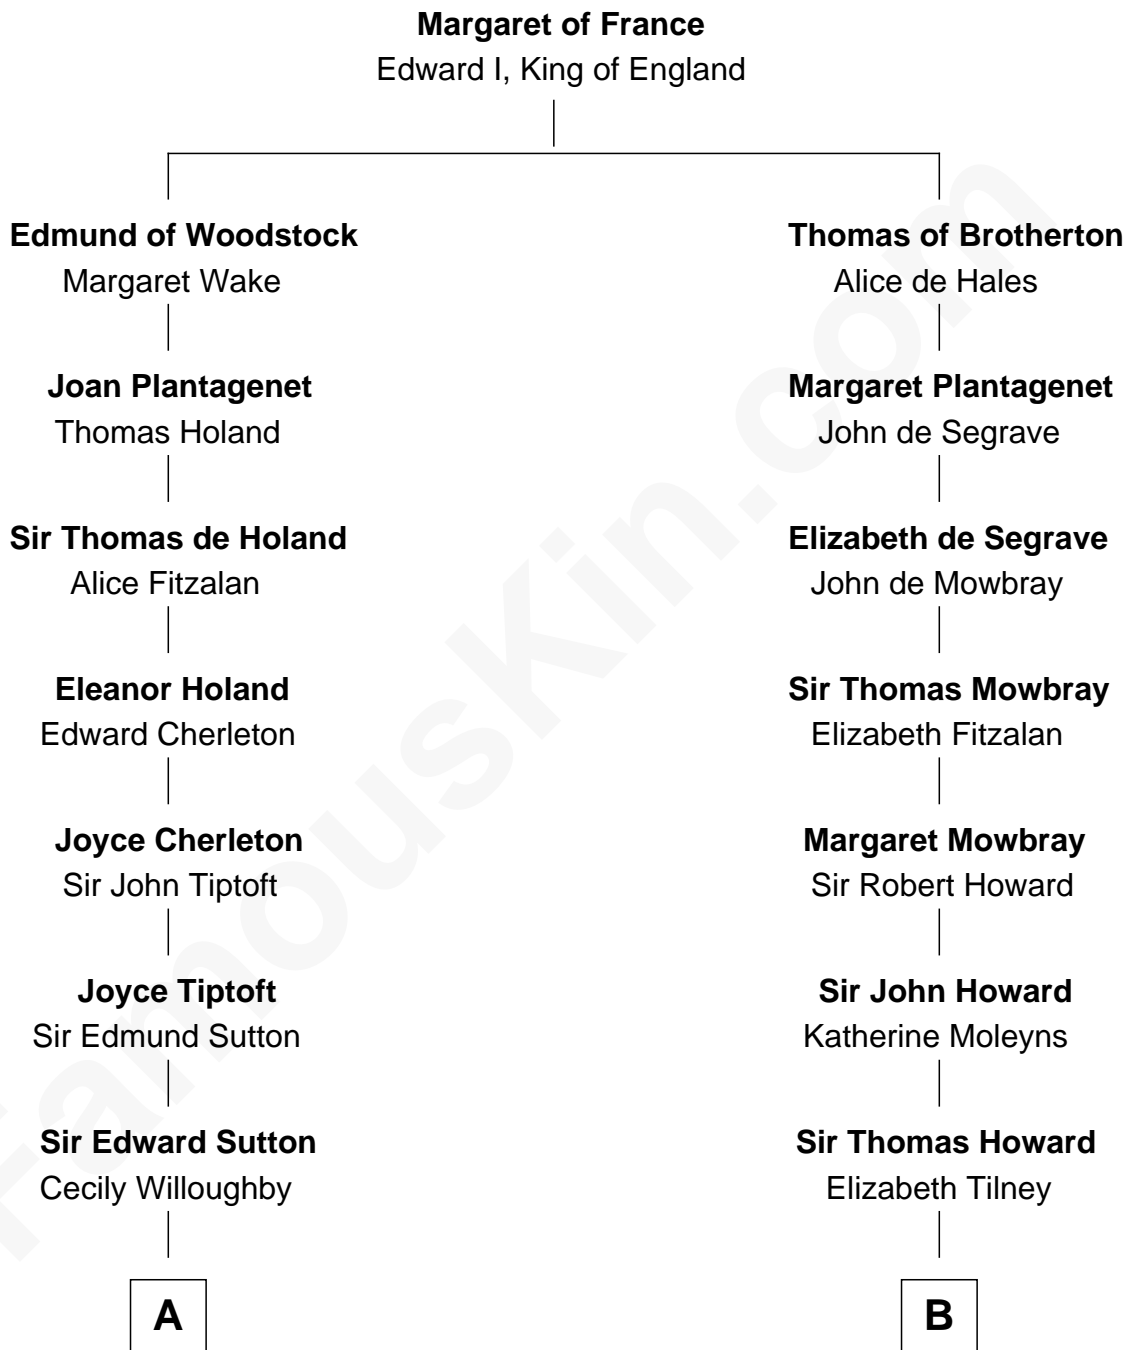 Margaret of France
Edward I, King of England
Edmund of Woodstock
Margaret Wake
Thomas of Brotherton
Alice de Hales
Joan Plantagenet
Thomas Holand
Margaret Plantagenet
John de Segrave
Sir Thomas de Holand
Alice Fitzalan
Elizabeth de Segrave
John de Mowbray
Eleanor Holand
Edward Cherleton
Sir Thomas Mowbray
Elizabeth Fitzalan
Joyce Cherleton
Sir John Tiptoft
Margaret Mowbray
Sir Robert Howard
Joyce Tiptoft
Sir Edmund Sutton
Sir John Howard
Katherine Moleyns
Sir Edward Sutton
Cecily Willoughby
Sir Thomas Howard
Elizabeth Tilney
A
B
FamousKin.com